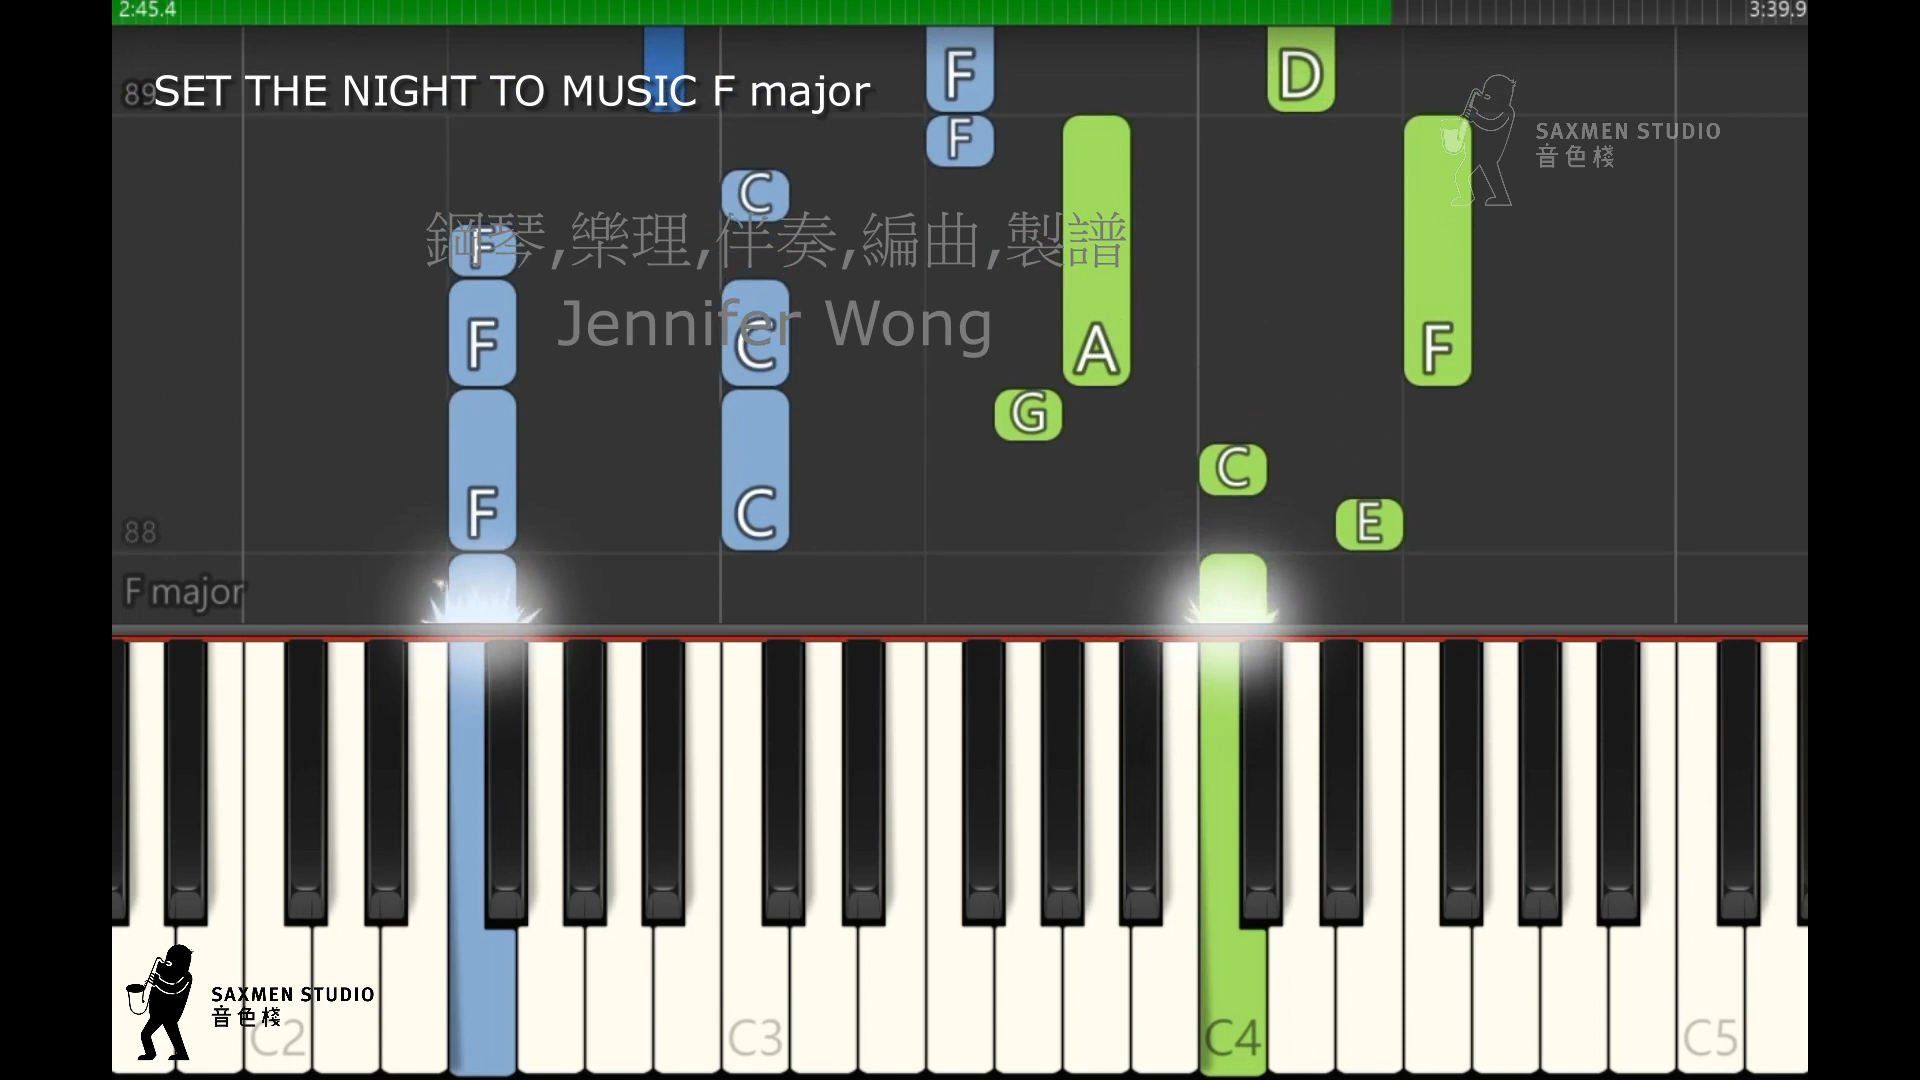 2:45.4 3:39.9
F D
89 SET THE NIGHT TO MUSIC F major
F
SAXMEN STUDIO
音色棧
C
F
鋼琴,樂理,伴奏,編曲,製譜
Jennifer Wong
F C A F
G
C
F C
E
88
F major
SAXMEN STUDIO
音色棧
C2 C3 C4 C5